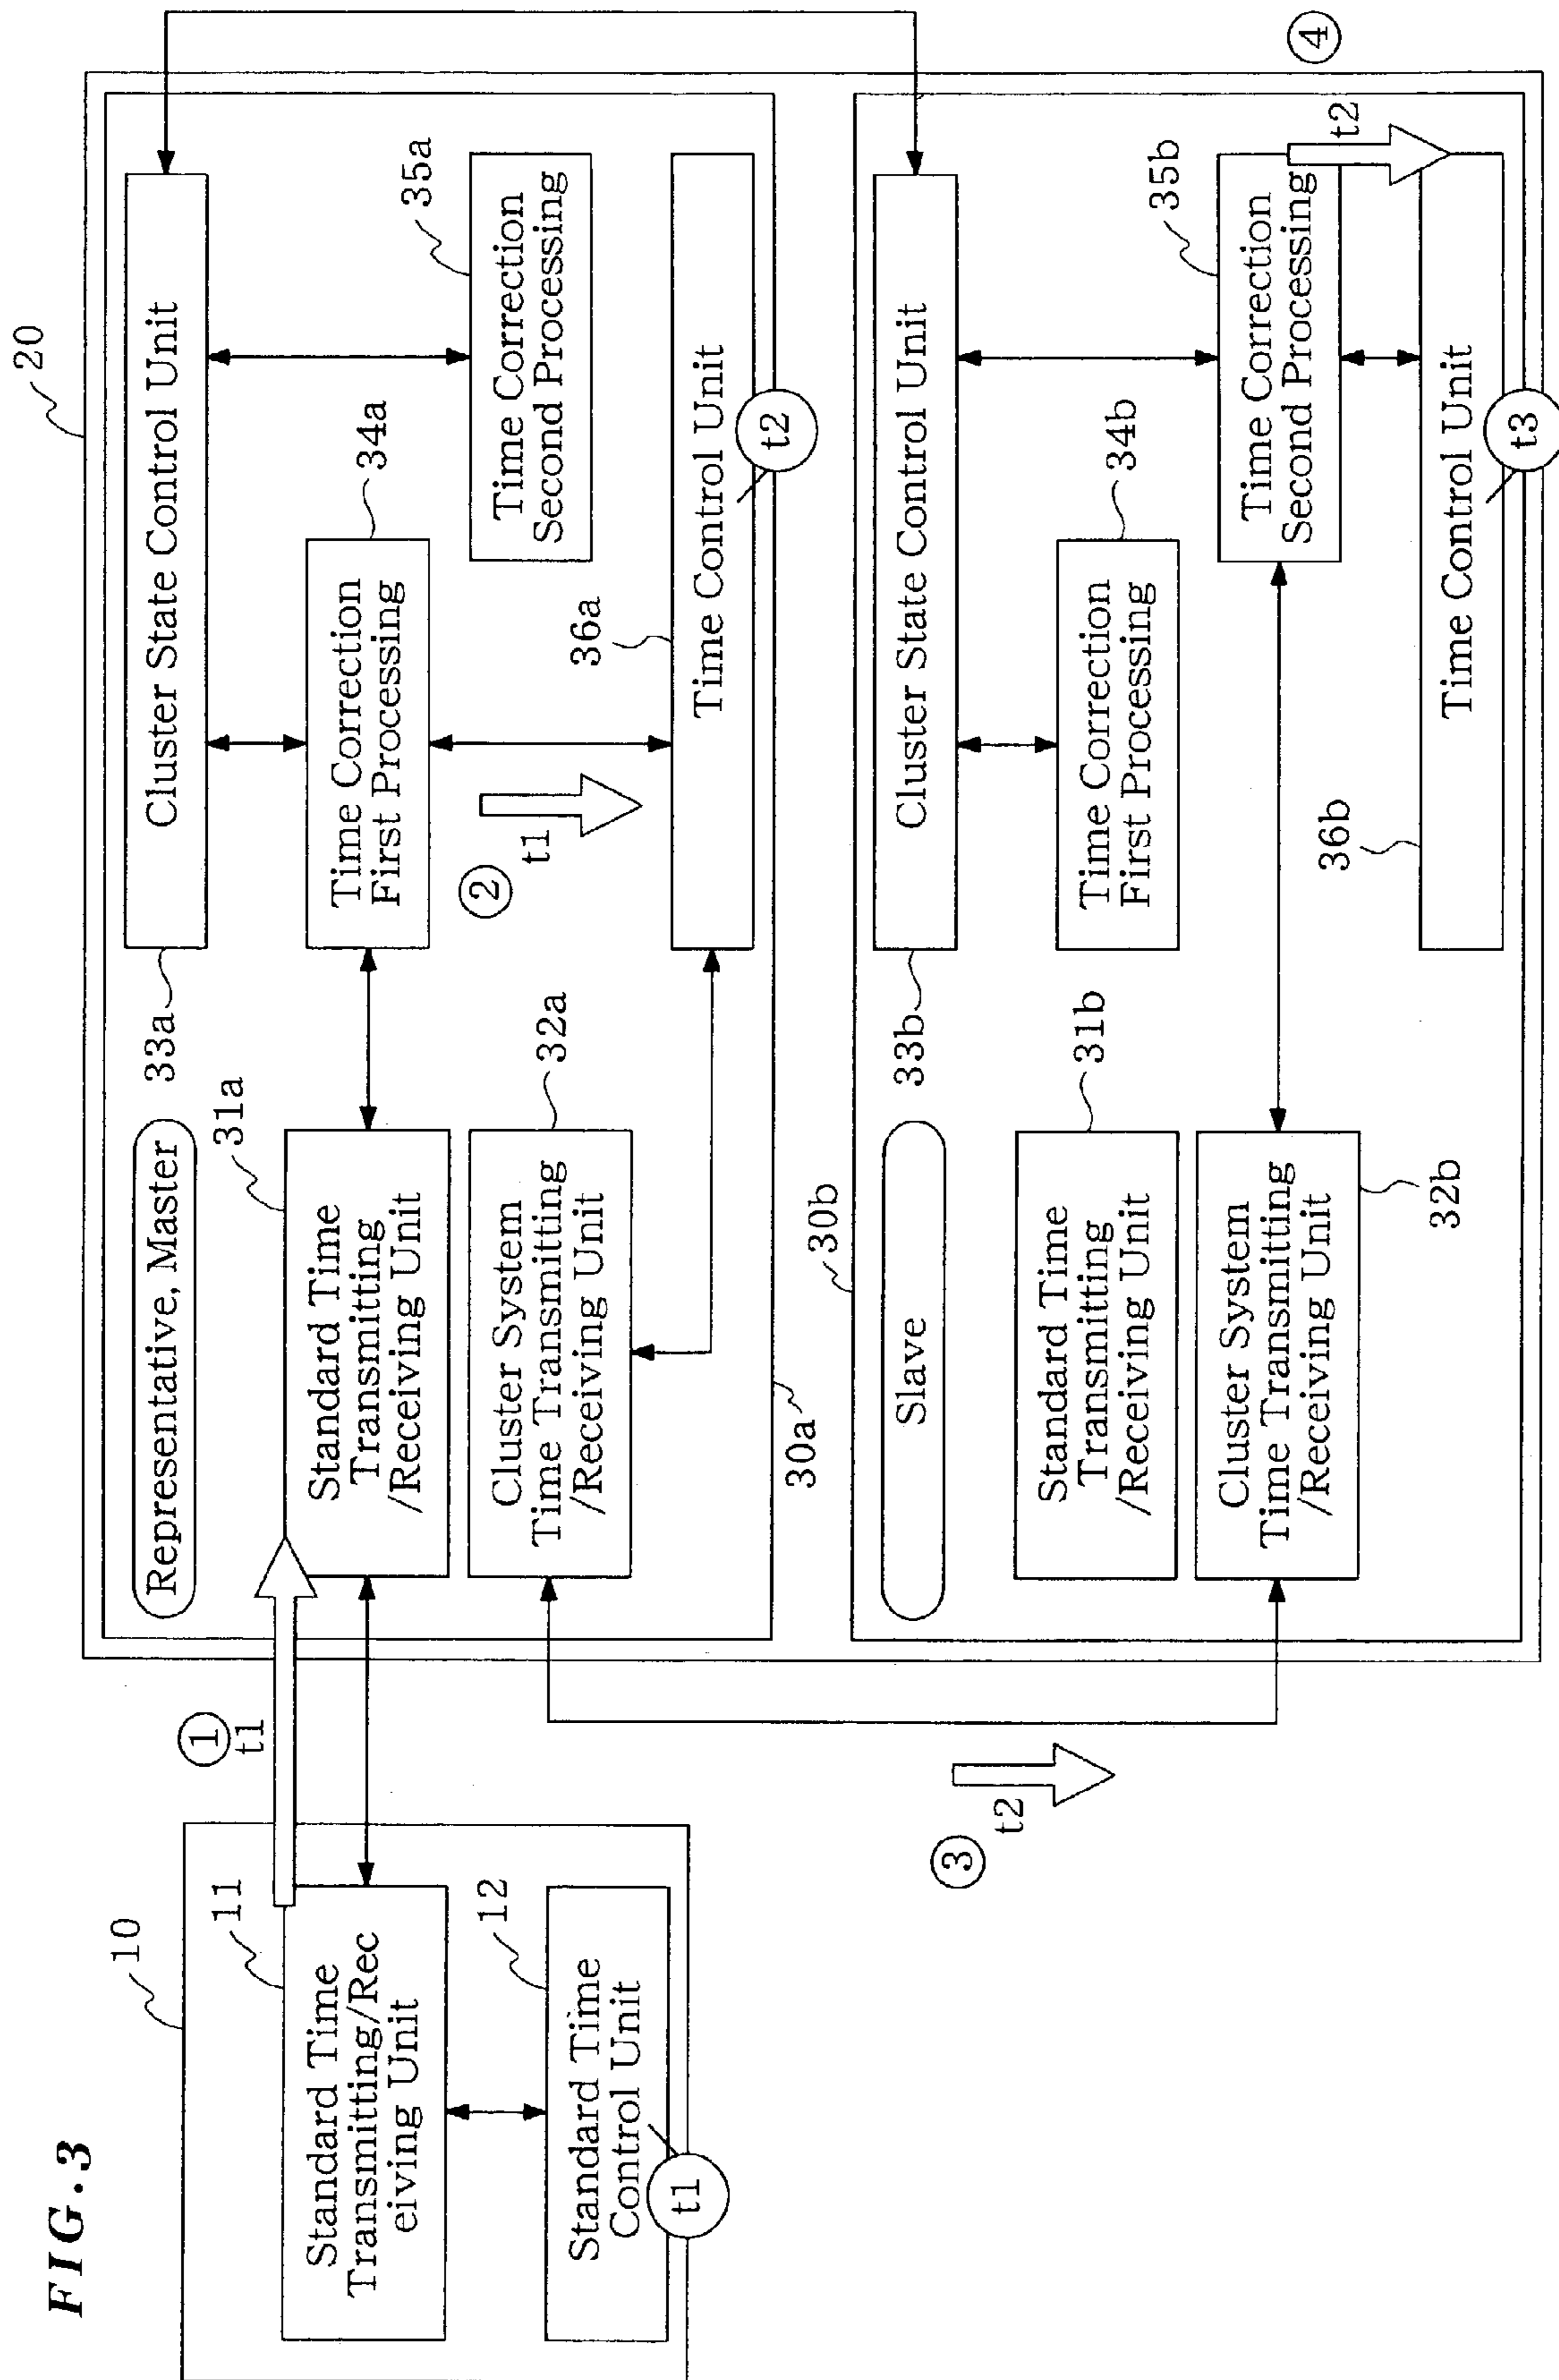 FIG.3
10
11
Standard Time
Transmitting/Rec
eiving Unit
12
Standard Time
Control Unit
t1
①
t1
20
Representative, Master
33a
Cluster State Control Unit
31a
Standard Time
Transmitting
/Receiving Unit
34a
Time Correction
First Processing
35a
Time Correction
Second Processing
②
t1
32a
Cluster System
Time Transmitting
/Receiving Unit
36a
Time Control Unit
t2
30a
③
t2
30b
Slave
33b
Cluster State Control Unit
31b
Standard Time
Transmitting
/Receiving Unit
34b
Time Correction
First Processing
35b
Time Correction
Second Processing
④
t2
32b
Cluster System
Time Transmitting
/Receiving Unit
36b
Time Control Unit
t3